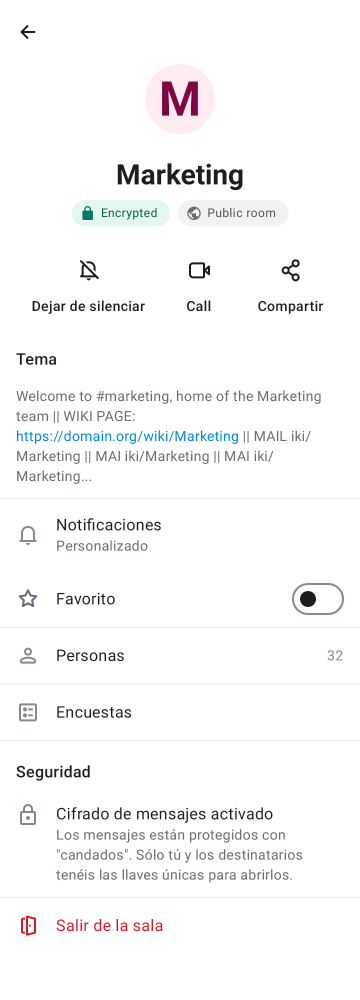 M
Marketing
Encrypted
Public room
Dejar de silenciar
Call
Compartir
Tema
Welcome to #marketing, home of the Marketing
team || WIKI PAGE:
https://domain.org/wiki/Marketing || MAIL iki/
Marketing || MAI iki/Marketing || MAI iki/
Marketing...
Notificaciones
Personalizado
Favorito
Personas 32
Encuestas
Seguridad
Cifrado de mensajes activado
Los mensajes están protegidos con
"candados". Sólo tú y los destinatarios
tenéis las llaves únicas para abrirlos.
Salir de la sala